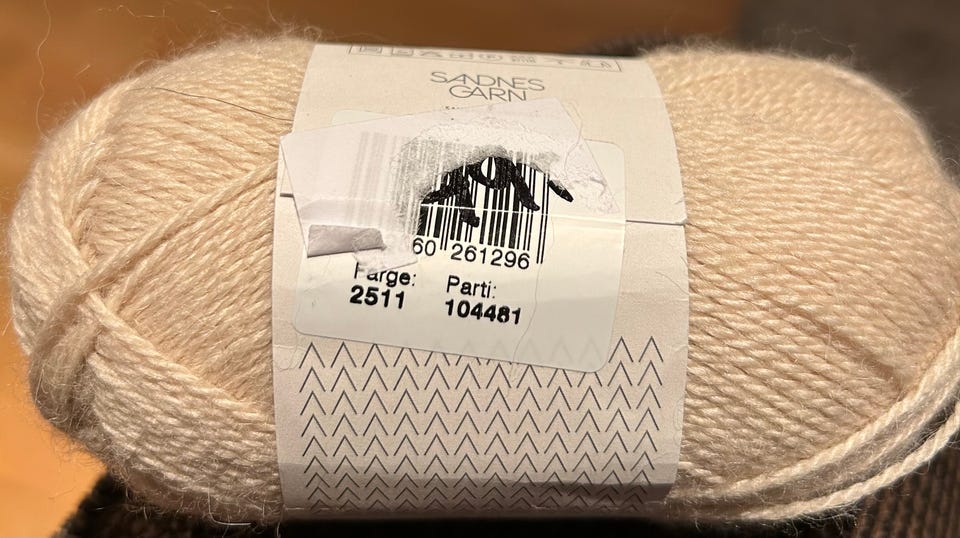 SANDNES
GARN
60 261296
Farge: Parti:
2511 104481